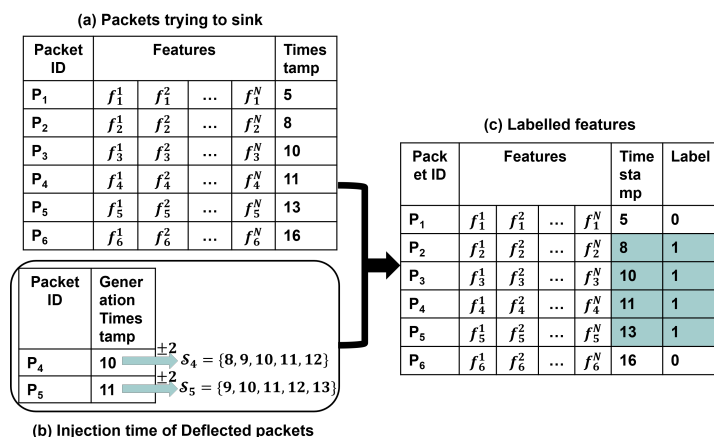 (a) Packets trying to sink
Packet ID Features Times tamp
P₁ f₁¹ f₁² ... f₁ᴺ 5
P₂ f₂¹ f₂² ... f₂ᴺ 8
P₃ f₃¹ f₃² ... f₃ᴺ 10
P₄ f₄¹ f₄² ... f₄ᴺ 11
P₅ f₅¹ f₅² ... f₅ᴺ 13
P₆ f₆¹ f₆² ... f₆ᴺ 16
Packet ID Gener ation Times tamp
P₄ 10 ±2 𝒮₄ = {8, 9, 10, 11, 12}
P₅ 11 ±2 𝒮₅ = {9, 10, 11, 12, 13}
(b) Injection time of Deflected packets
(c) Labelled features
Pack et ID Features Time sta mp Label
P₁ f₁¹ f₁² ... f₁ᴺ 5 0
P₂ f₂¹ f₂² ... f₂ᴺ 8 1
P₃ f₃¹ f₃² ... f₃ᴺ 10 1
P₄ f₄¹ f₄² ... f₄ᴺ 11 1
P₅ f₅¹ f₅² ... f₅ᴺ 13 1
P₆ f₆¹ f₆² ... f₆ᴺ 16 0